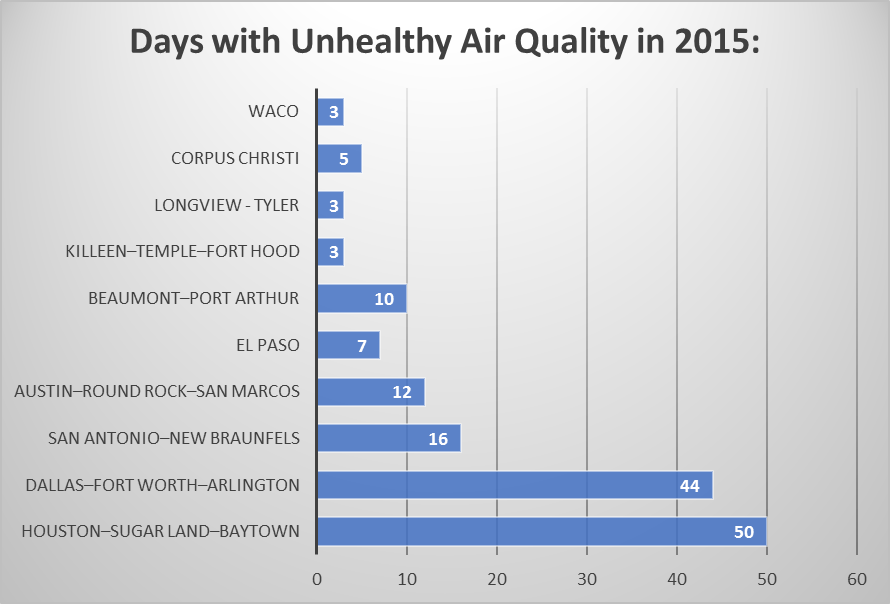 Days with Unhealthy Air Quality in 2015:
WACO 3
CORPUS CHRISTI 5
LONGVIEW - TYLER 3
KILLEEN–TEMPLE–FORT HOOD 3
BEAUMONT–PORT ARTHUR 10
EL PASO 7
AUSTIN–ROUND ROCK–SAN MARCOS 12
SAN ANTONIO–NEW BRAUNFELS 16
DALLAS–FORT WORTH–ARLINGTON 44
HOUSTON–SUGAR LAND–BAYTOWN 50
0 10 20 30 40 50 60